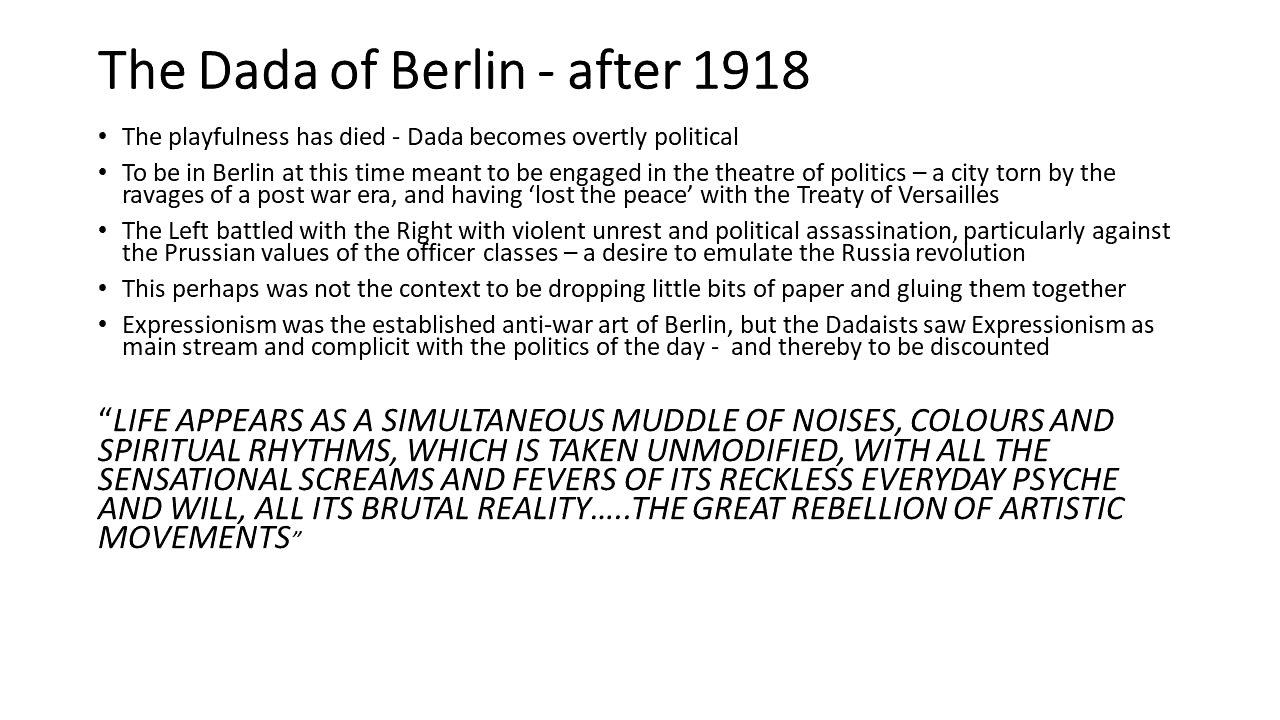 The Dada of Berlin - after 1918
• The playfulness has died - Dada becomes overtly political
• To be in Berlin at this time meant to be engaged in the theatre of politics – a city torn by the
ravages of a post war era, and having ‘lost the peace’ with the Treaty of Versailles
• The Left battled with the Right with violent unrest and political assassination, particularly against
the Prussian values of the officer classes – a desire to emulate the Russia revolution
• This perhaps was not the context to be dropping little bits of paper and gluing them together
• Expressionism was the established anti-war art of Berlin, but the Dadaists saw Expressionism as
main stream and complicit with the politics of the day -  and thereby to be discounted
“LIFE APPEARS AS A SIMULTANEOUS MUDDLE OF NOISES, COLOURS AND
SPIRITUAL RHYTHMS, WHICH IS TAKEN UNMODIFIED, WITH ALL THE
SENSATIONAL SCREAMS AND FEVERS OF ITS RECKLESS EVERYDAY PSYCHE
AND WILL, ALL ITS BRUTAL REALITY…..THE GREAT REBELLION OF ARTISTIC
MOVEMENTS”